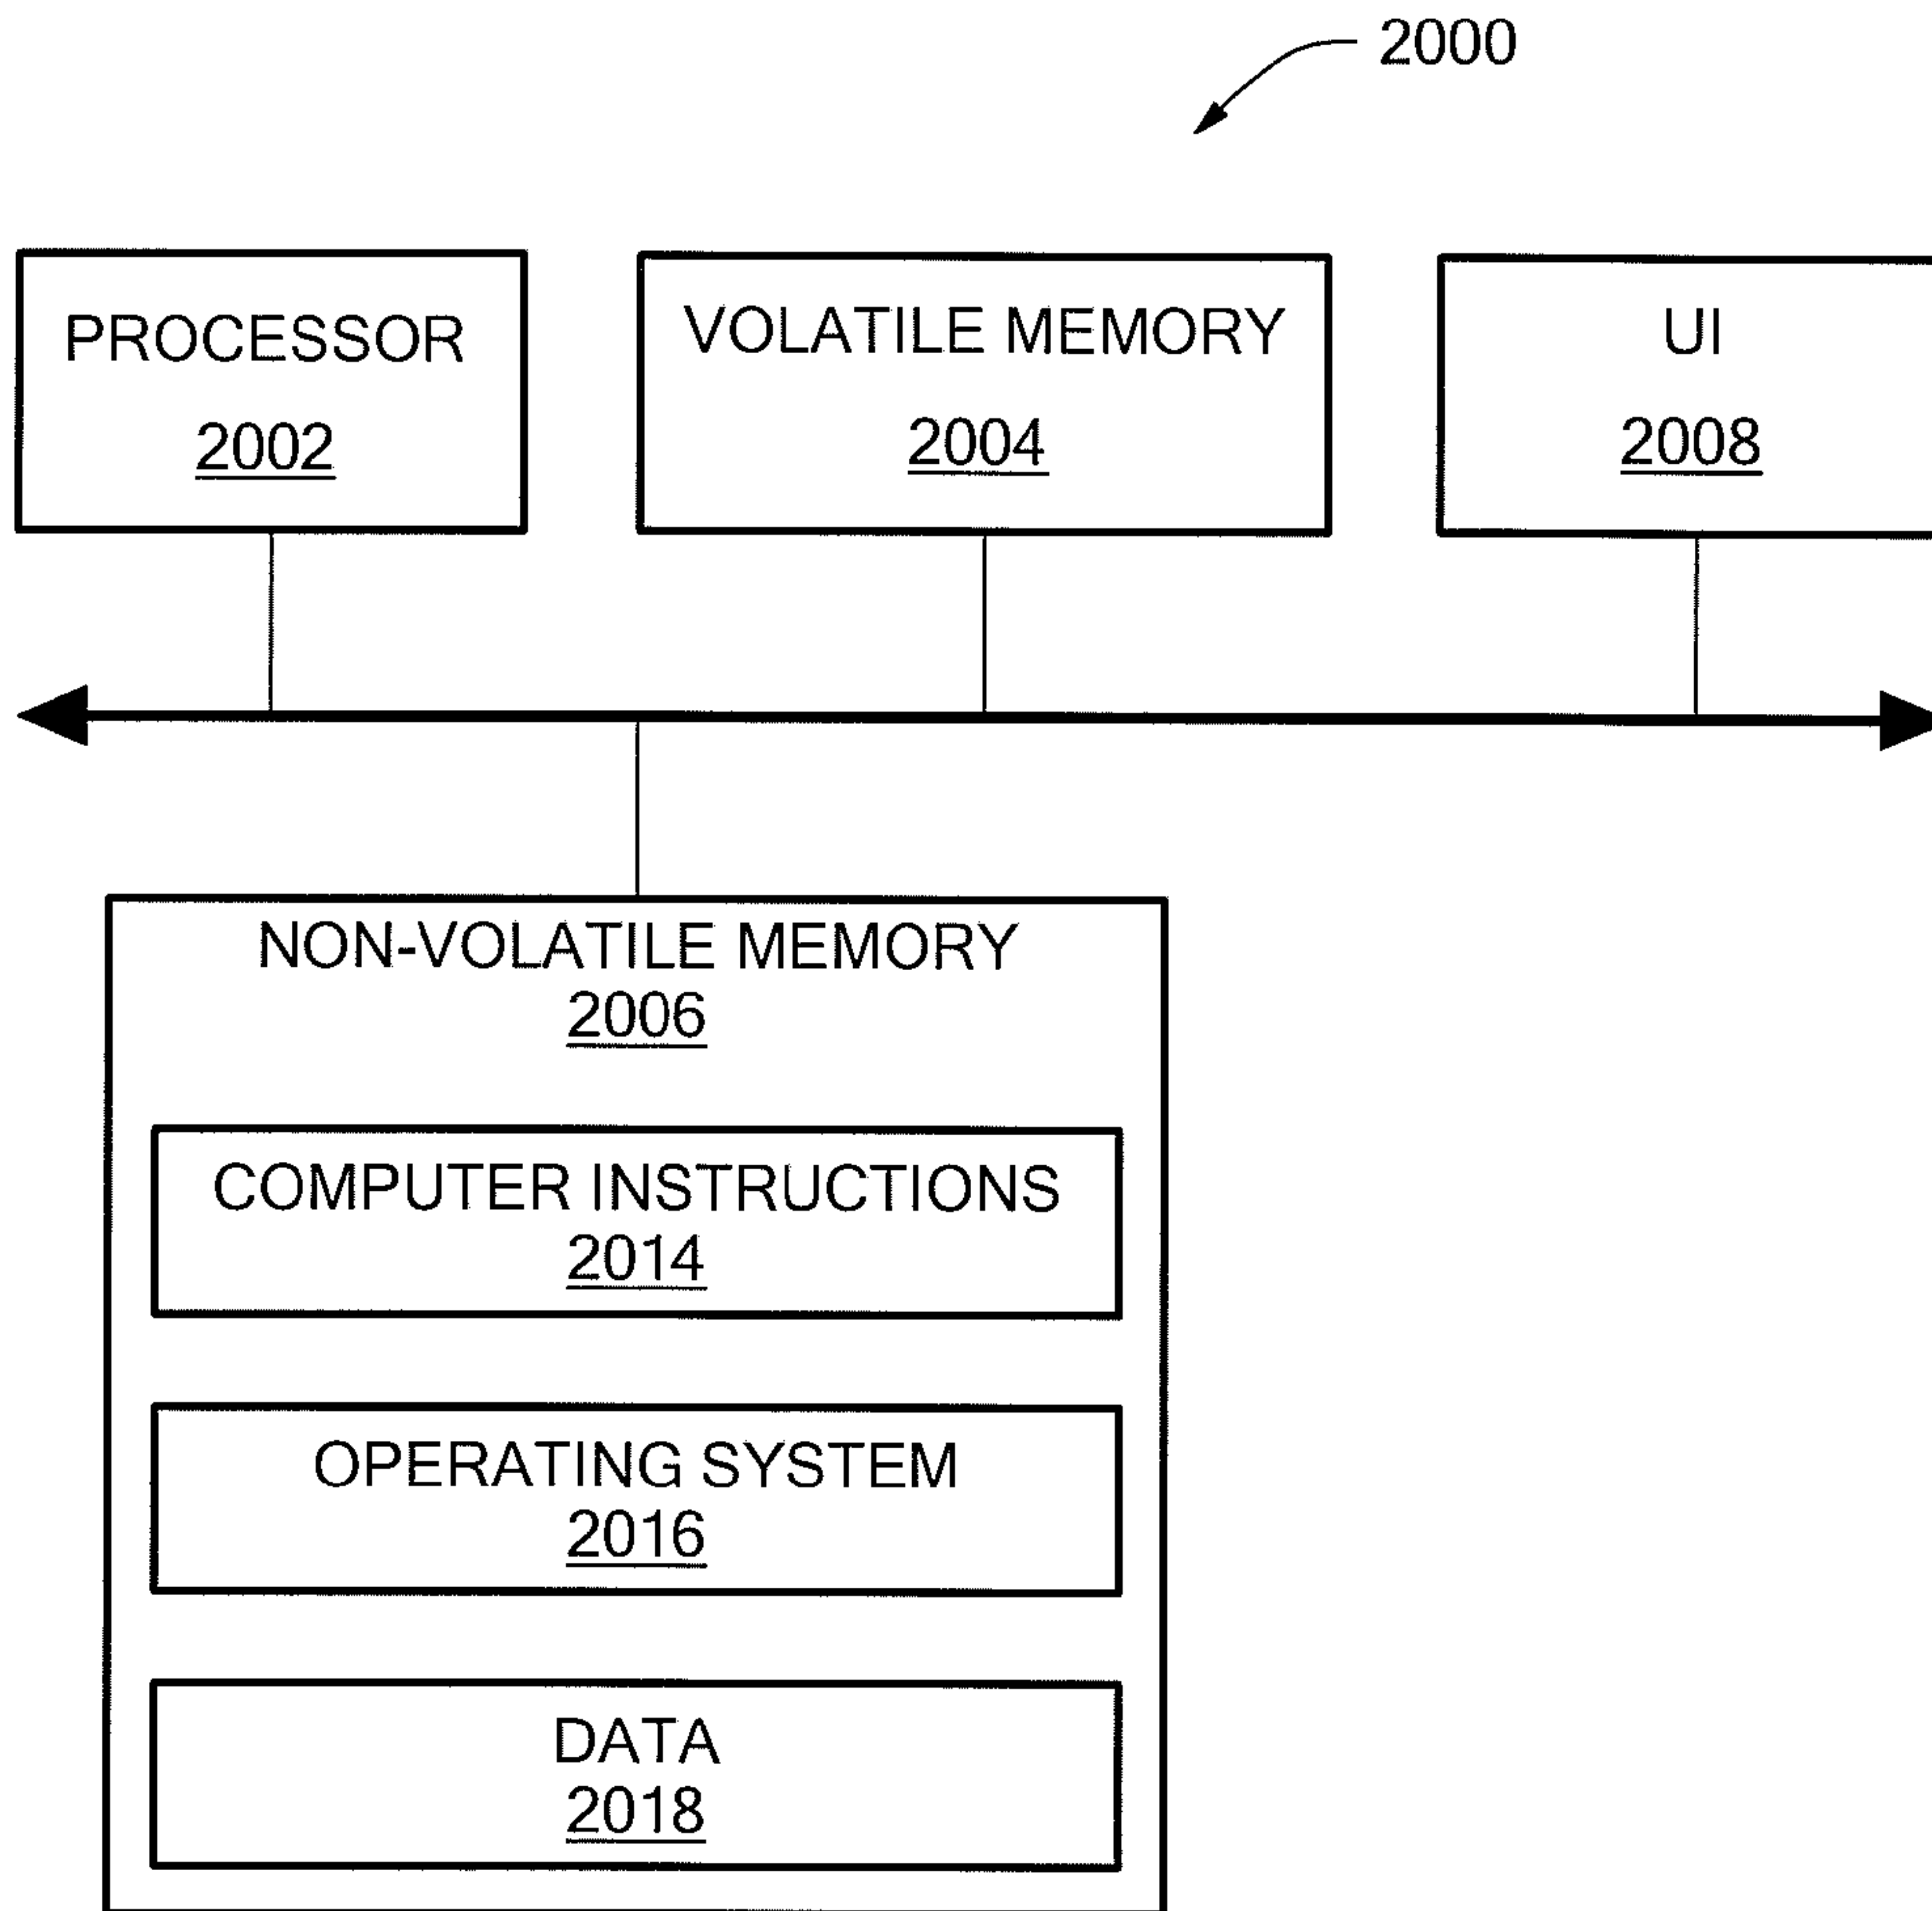 2000
PROCESSOR
2002
VOLATILE MEMORY
2004
UI
2008
NON-VOLATILE MEMORY
2006
COMPUTER INSTRUCTIONS
2014
OPERATING SYSTEM
2016
DATA
2018